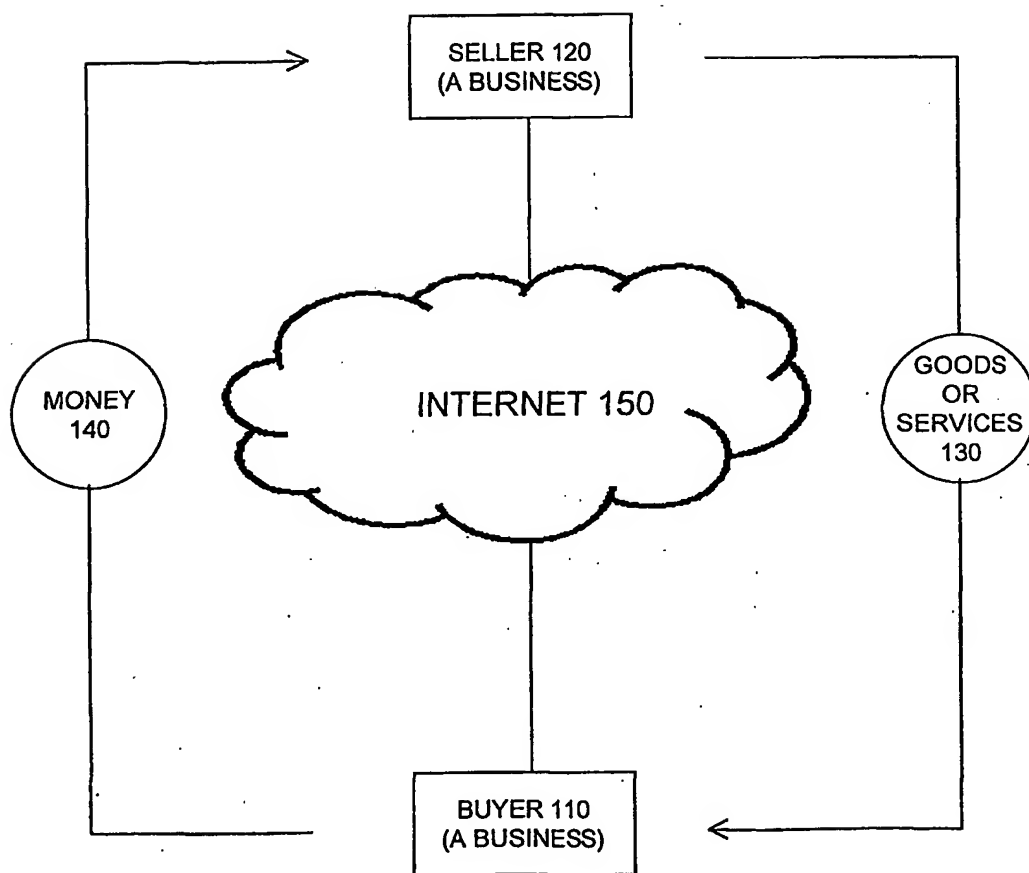 SELLER 120
(A BUSINESS)
MONEY
140
INTERNET 150
GOODS
OR
SERVICES
130
BUYER 110
(A BUSINESS)